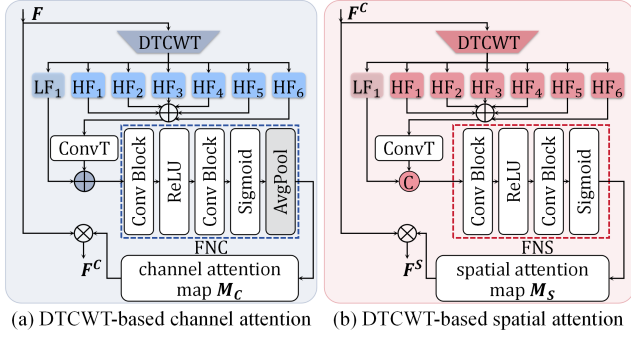 F
DTCWT
LF1 HF1 HF2 HF3 HF4 HF5 HF6
ConvT
Conv Block
ReLU
Conv Block
Sigmoid
AvgPool
FNC
F^C
channel attention
map M_C
(a) DTCWT-based channel attention
F^C
DTCWT
LF1 HF1 HF2 HF3 HF4 HF5 HF6
ConvT
C
Conv Block
ReLU
Conv Block
Sigmoid
FNS
F^S
spatial attention
map M_S
(b) DTCWT-based spatial attention